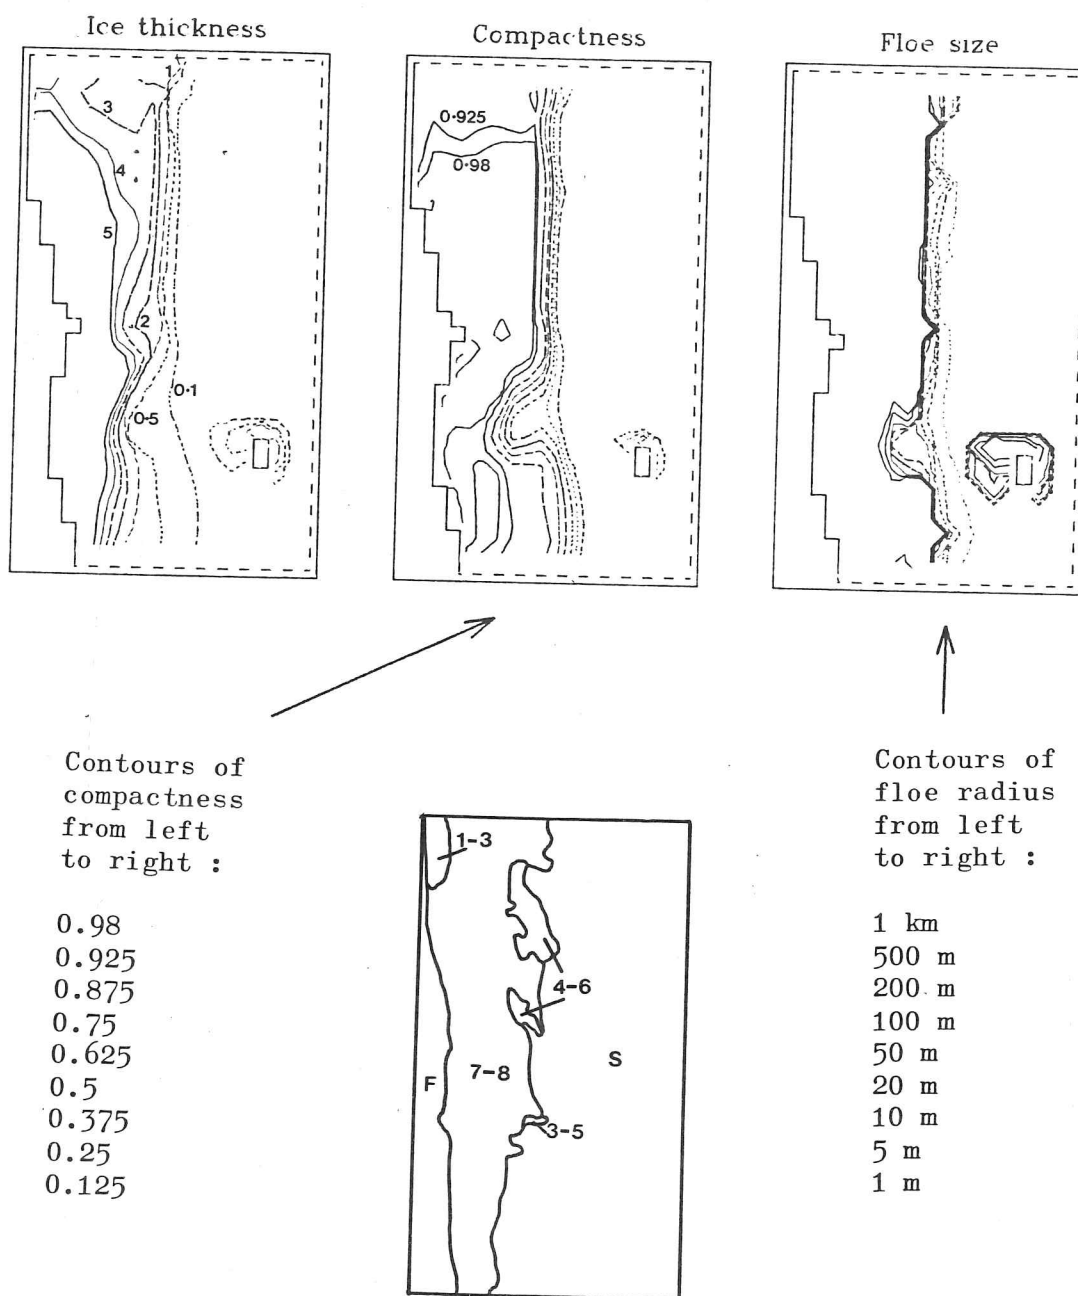 Ice thickness
Compactness
Floe size
1
3
4
5
2
0·1
0·5
0·925
0·98
Contours of
compactness
from left
to right :
0.98
0.925
0.875
0.75
0.625
0.5
0.375
0.25
0.125
1-3
4-6
7-8
S
F
3-5
Contours of
floe radius
from left
to right :
1 km
500 m
200 m
100 m
50 m
20 m
10 m
5 m
1 m